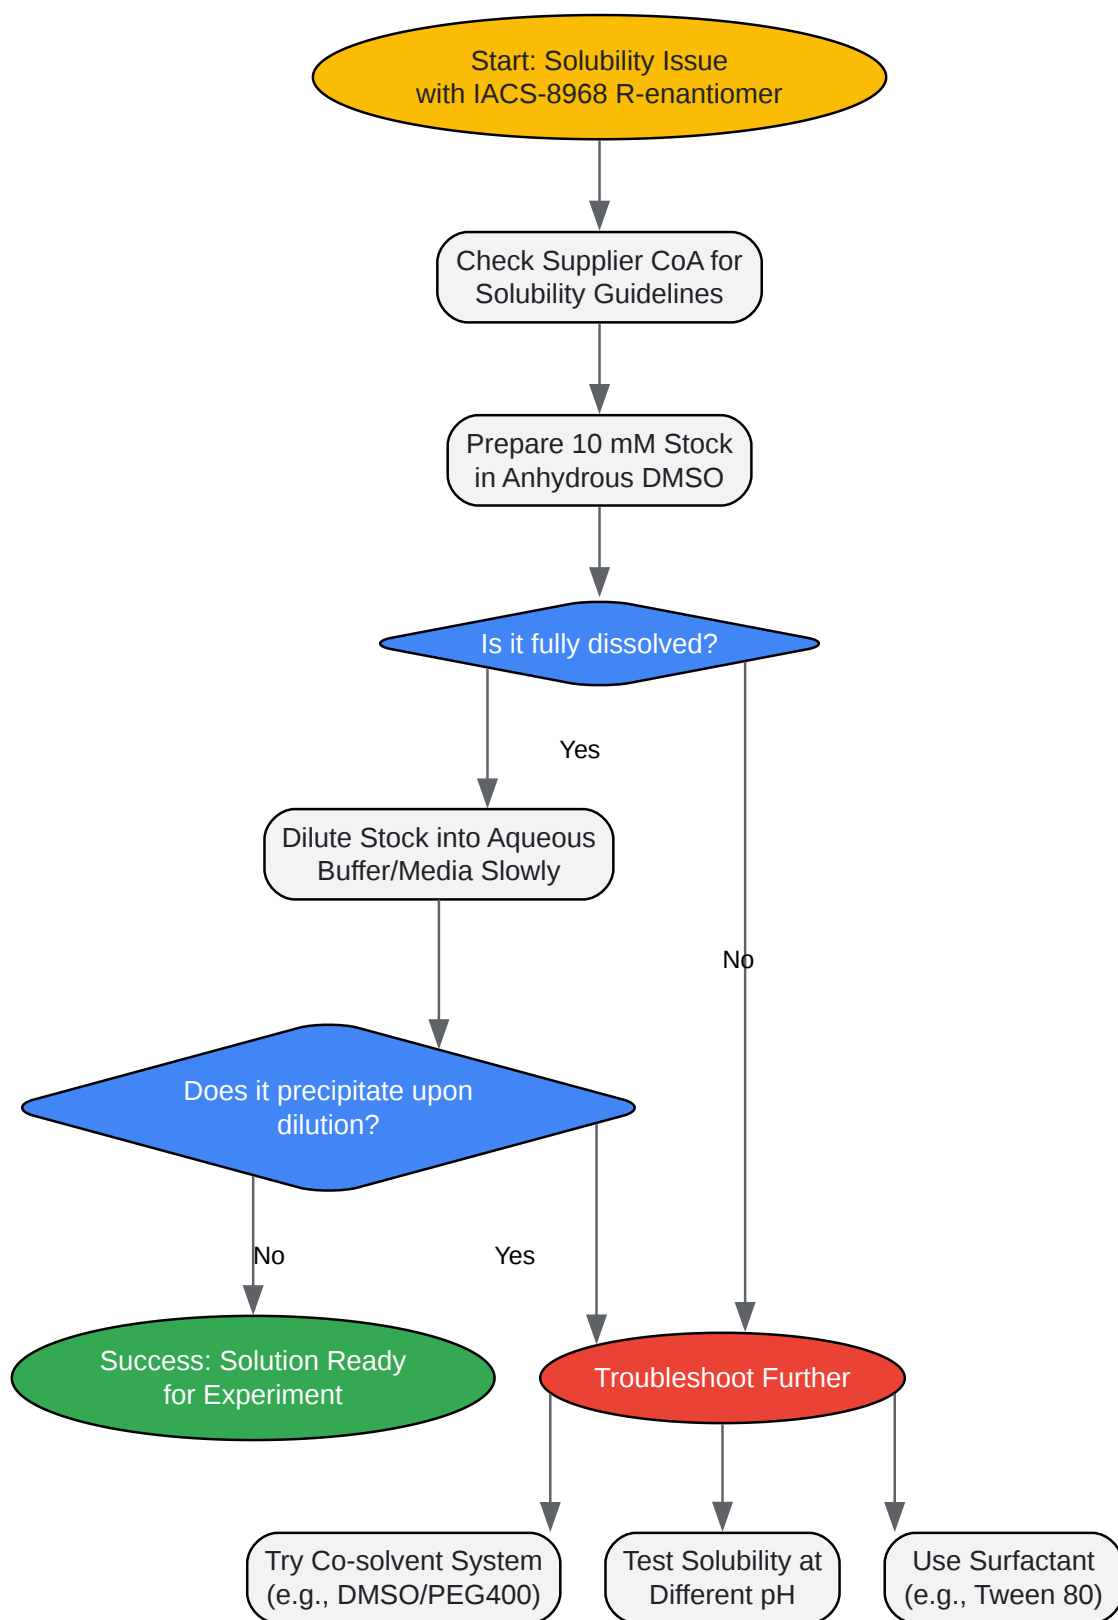 Start: Solubility Issue
with IACS-8968 R-enantiomer
Check Supplier CoA for
Solubility Guidelines
Prepare 10 mM Stock
in Anhydrous DMSO
Is it fully dissolved?
Yes
Dilute Stock into Aqueous
Buffer/Media Slowly
No
Does it precipitate upon
dilution?
No
Yes
Success: Solution Ready
for Experiment
Troubleshoot Further
Try Co-solvent System
(e.g., DMSO/PEG400)
Test Solubility at
Different pH
Use Surfactant
(e.g., Tween 80)